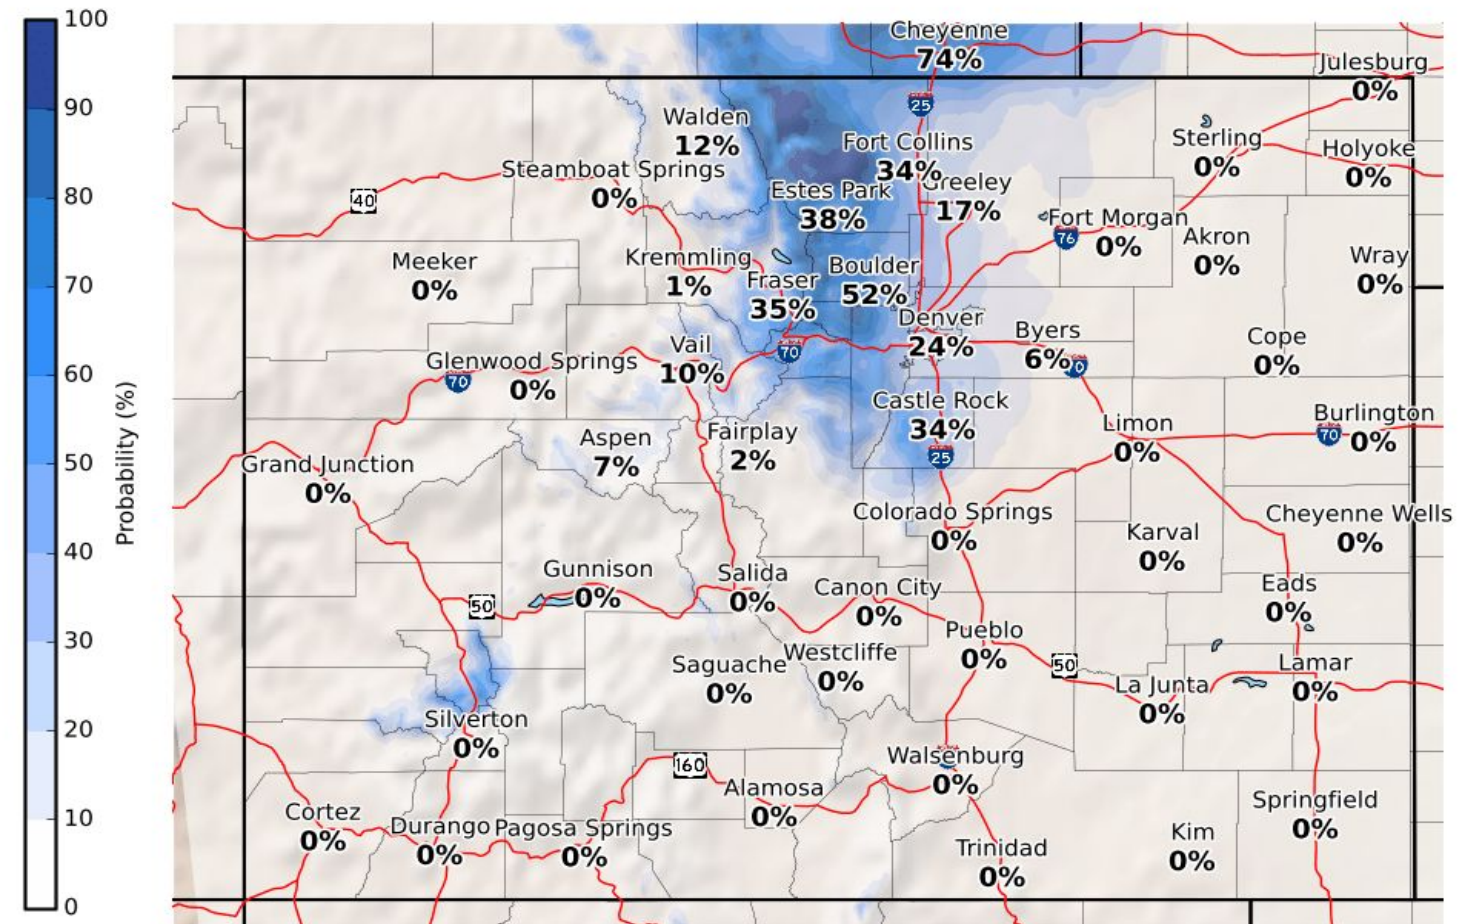 100
90
80
70
60
50
40
30
20
10
0
Probability (%)
Cheyenne
74%
Julesburg
0%
25
Walden
12%
Fort Collins
34%
Sterling
0%
Holyoke
0%
Steamboat Springs
0%
40
Estes Park
38%
Greeley
17%
Fort Morgan
0%
76
Akron
0%
Wray
0%
Meeker
0%
Kremmling
1%
Fraser
35%
Boulder
52%
Denver
24%
Byers
6%
70
Cope
0%
Glenwood Springs
0%
70
Vail
10%
70
Castle Rock
34%
25
Limon
0%
Burlington
0%
70
Aspen
7%
Fairplay
2%
Grand Junction
0%
Colorado Springs
0%
Karval
0%
Cheyenne Wells
0%
Gunnison
0%
50
Salida
0%
Canon City
0%
Eads
0%
Pueblo
0%
50
Saguache
0%
Westcliffe
0%
La Junta
0%
Lamar
0%
Silverton
0%
160
Alamosa
0%
Walsenburg
0%
Springfield
0%
Cortez
0%
Durango
0%
Pagosa Springs
0%
Trinidad
0%
Kim
0%